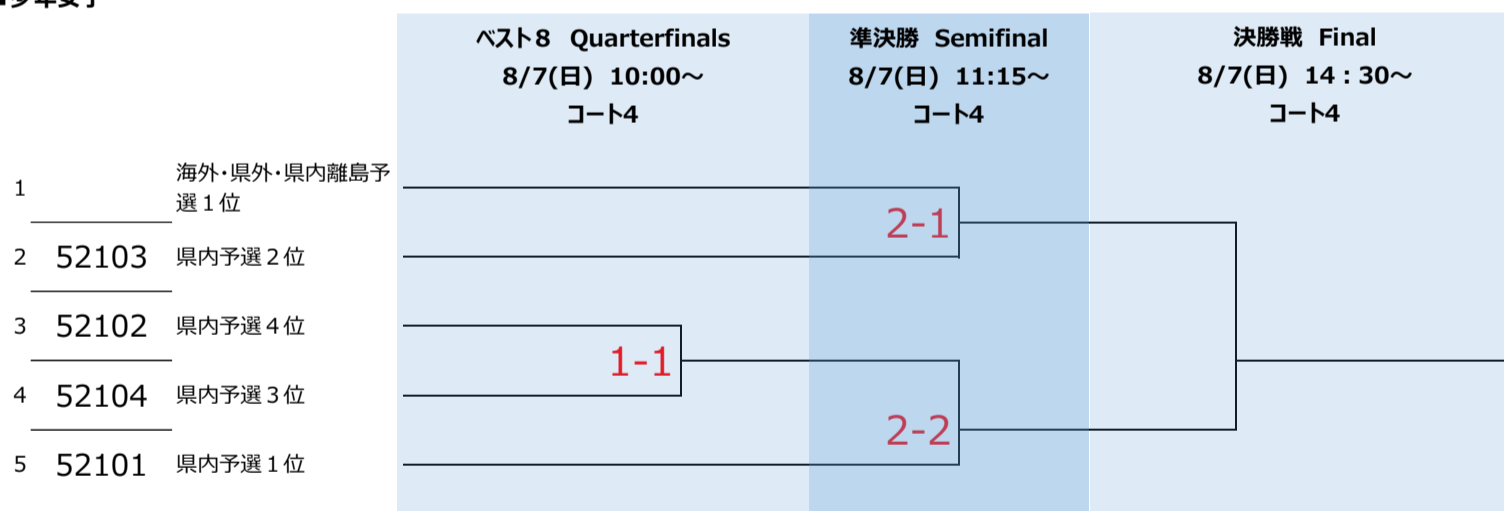 ベスト8 Quarterfinals
8/7(日) 10:00～
コート4
準決勝 Semifinal
8/7(日) 11:15～
コート4
決勝戦 Final
8/7(日) 14：30～
コート4
1 海外・県外・県内離島予
選１位
2 52103 県内予選２位
3 52102 県内予選４位
4 52104 県内予選３位
5 52101 県内予選１位
2-1
1-1
2-2